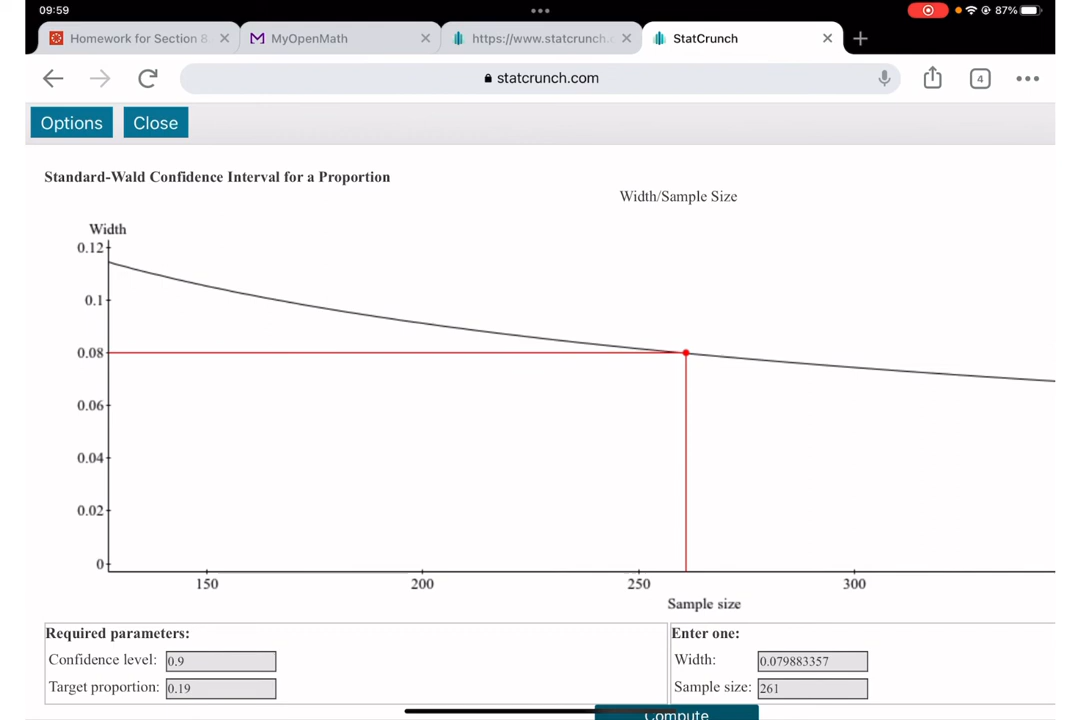 09:59
87%
Homework for Section 8
MyOpenMath
https://www.statcrunch.c
StatCrunch
statcrunch.com
4
Options
Close
Standard-Wald Confidence Interval for a Proportion
Width/Sample Size
Width
0.12
0.1
0.08
0.06
0.04
0.02
0
150
200
250
300
Sample size
Required parameters:
Confidence level: 0.9
Target proportion: 0.19
Enter one:
Width: 0.079883357
Sample size: 261
Compute